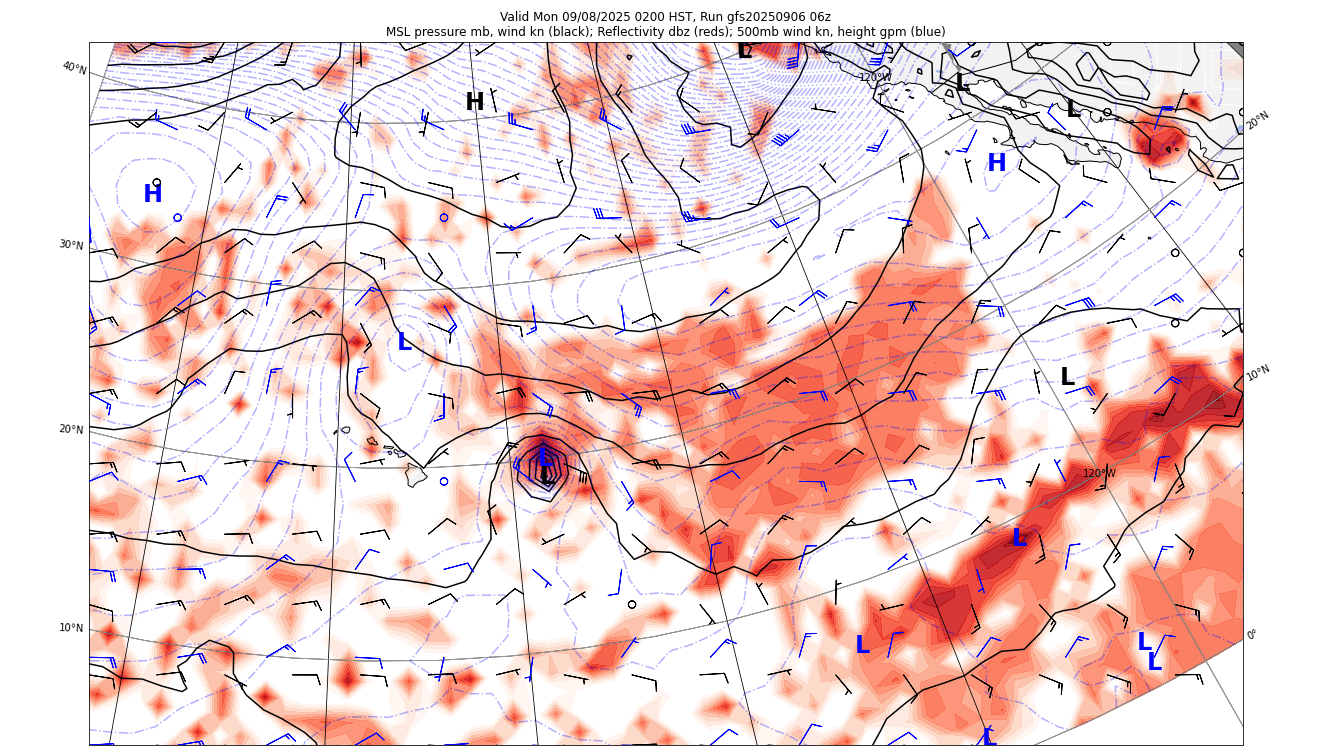 Valid Mon 09/08/2025 0200 HST, Run gfs20250906 06z
MSL pressure mb, wind kn (black); Reflectivity dbz (reds); 500mb wind kn, height gpm (blue)
L
40°N
120°W
L
H
L
20°N
H
H
30°N
L
10°N
L
20°N
L
L
120°W
L
10°N
0°
L
L
L
L